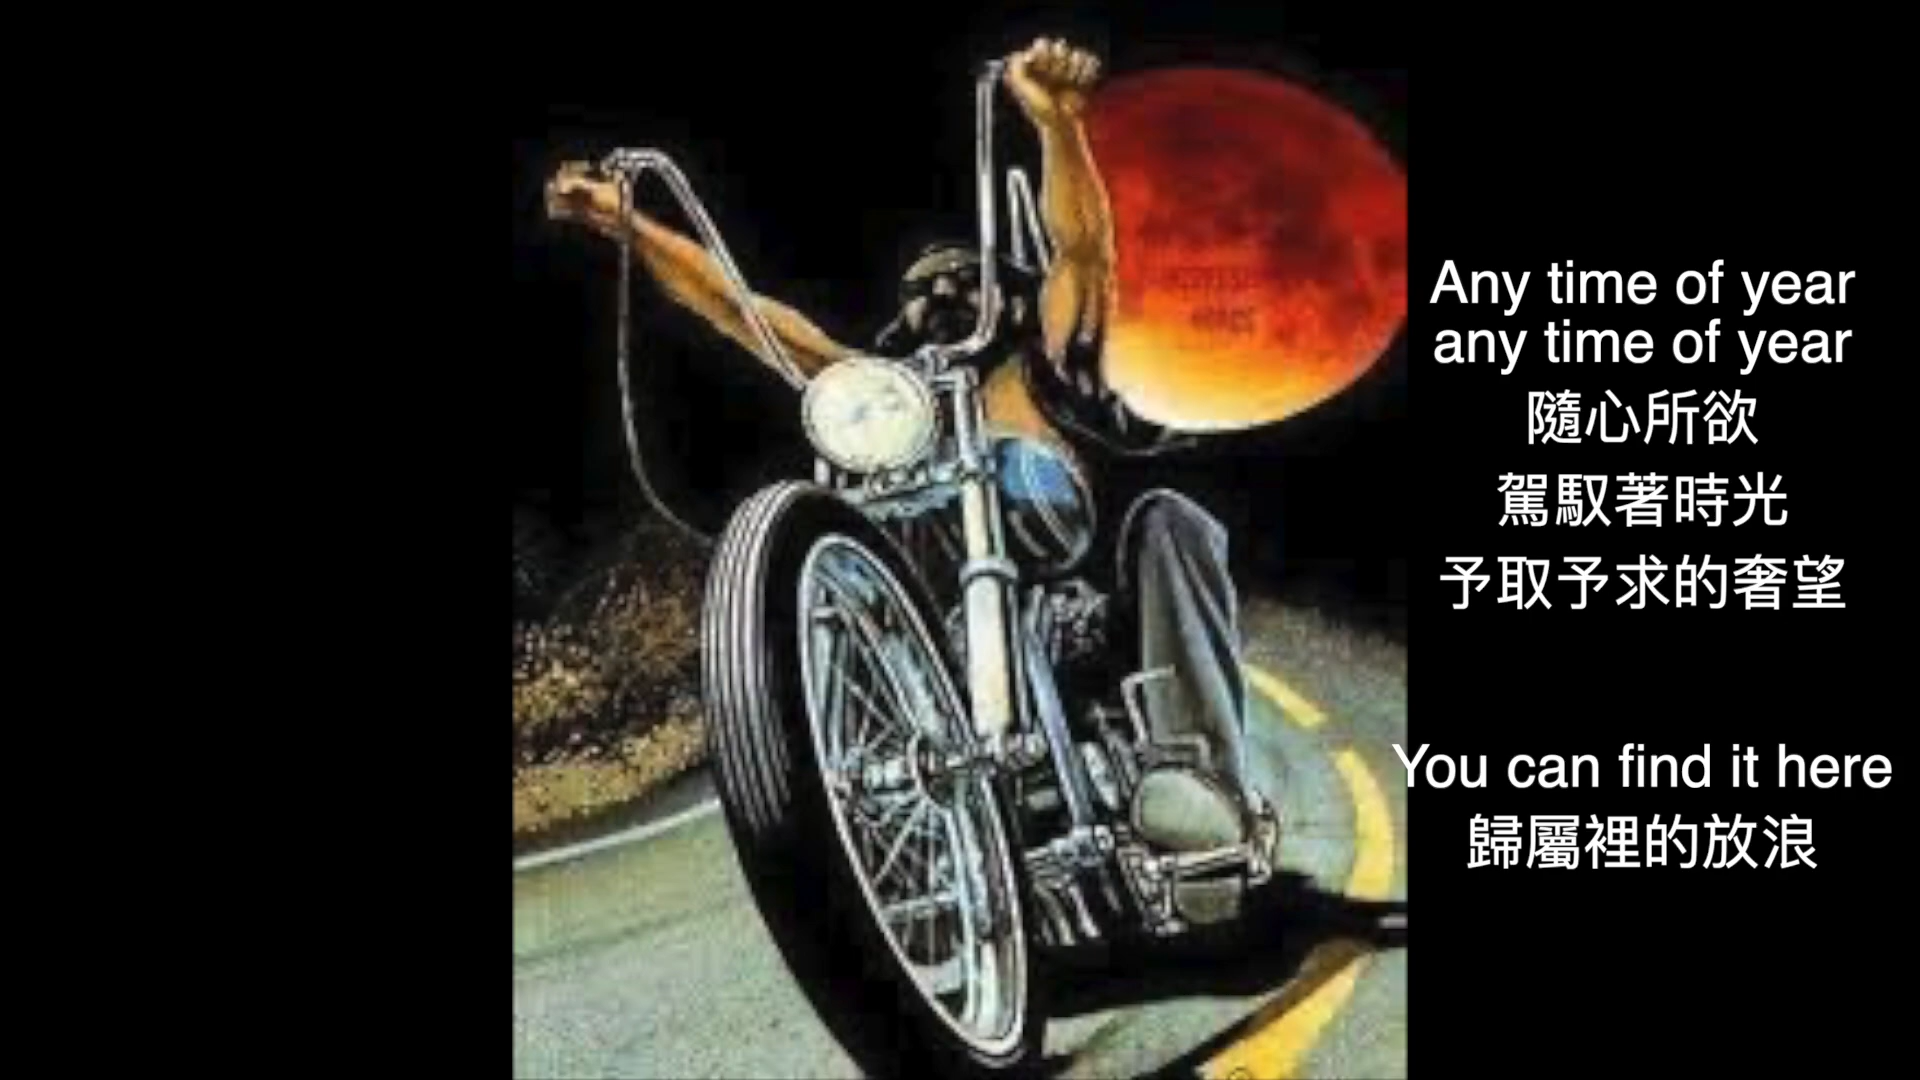 Any time of year
any time of year
隨心所欲
駕馭著時光
予取予求的奢望
You can find it here
歸屬裡的放浪